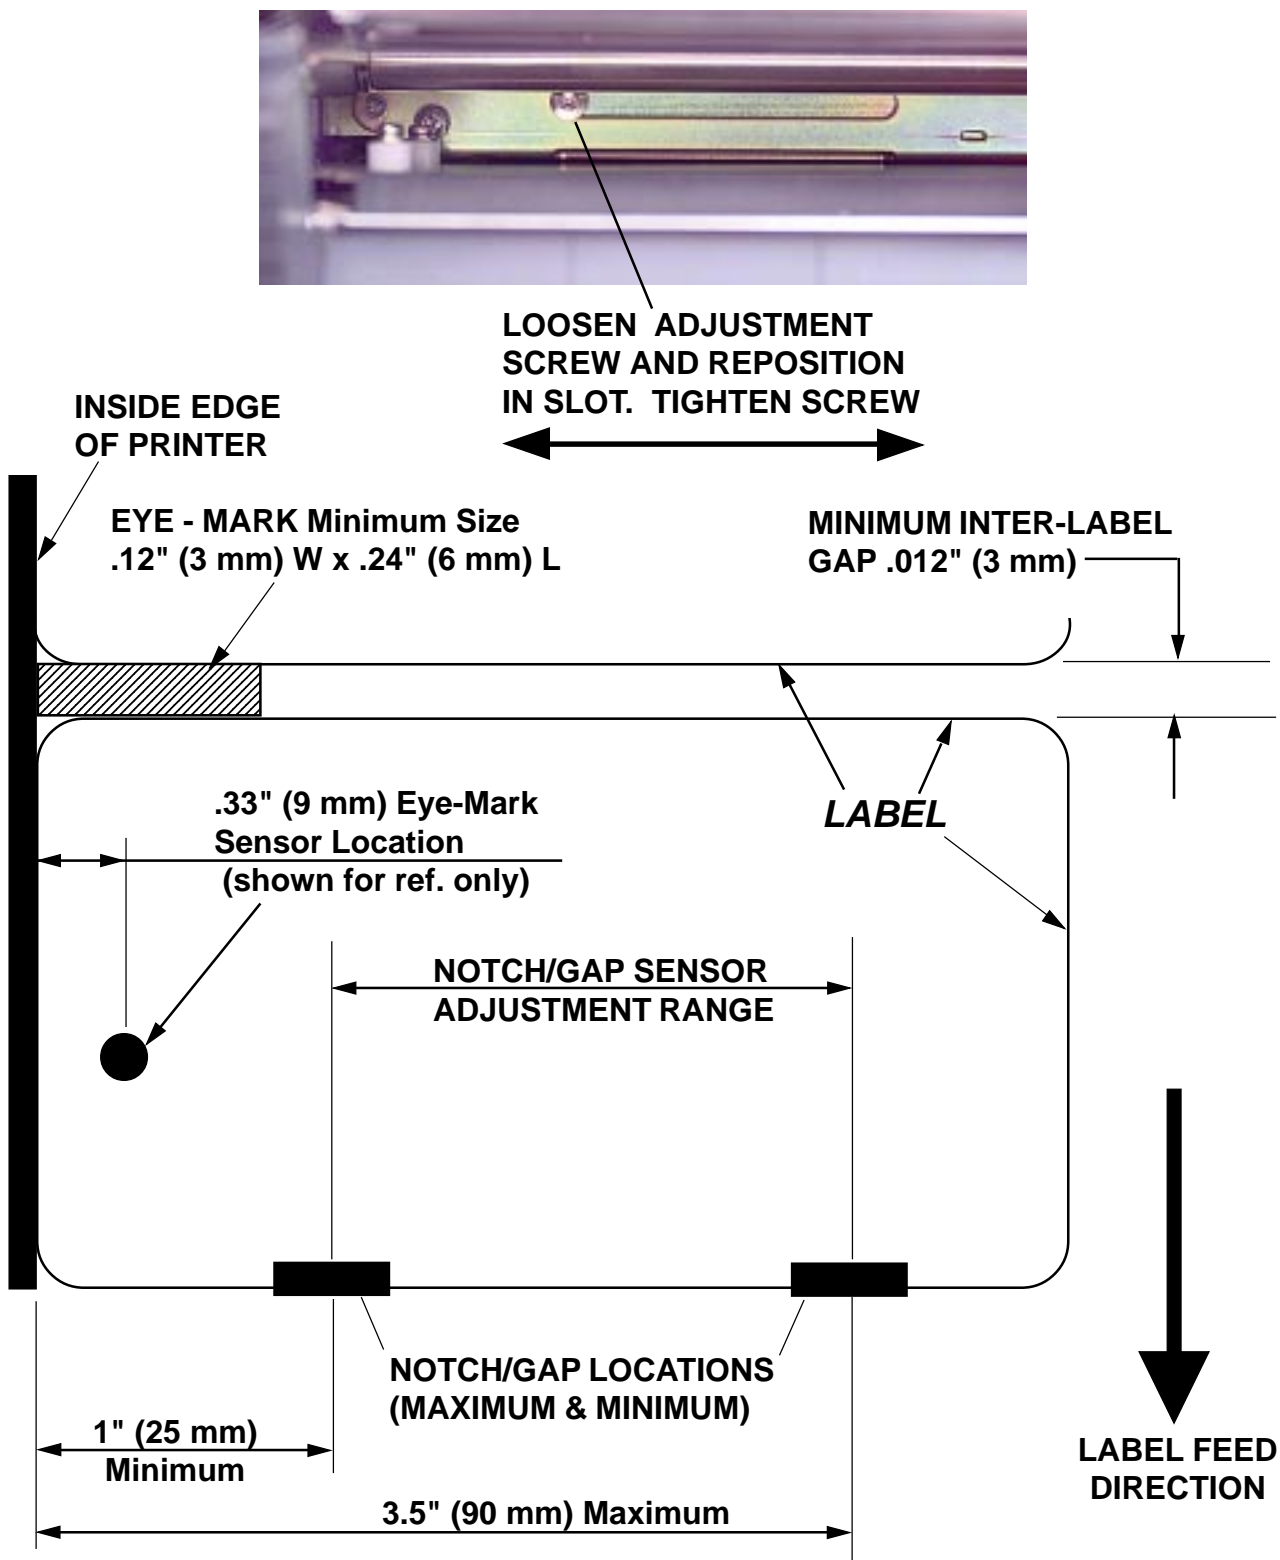 LOOSEN ADJUSTMENT
SCREW AND REPOSITION
IN SLOT. TIGHTEN SCREW
INSIDE EDGE
OF PRINTER
EYE - MARK Minimum Size
.12" (3 mm) W x .24" (6 mm) L
MINIMUM INTER-LABEL
GAP .012" (3 mm)
.33" (9 mm) Eye-Mark
Sensor Location
(shown for ref. only)
LABEL
NOTCH/GAP SENSOR
ADJUSTMENT RANGE
NOTCH/GAP LOCATIONS
(MAXIMUM & MINIMUM)
1" (25 mm)
Minimum
LABEL FEED
DIRECTION
3.5" (90 mm) Maximum